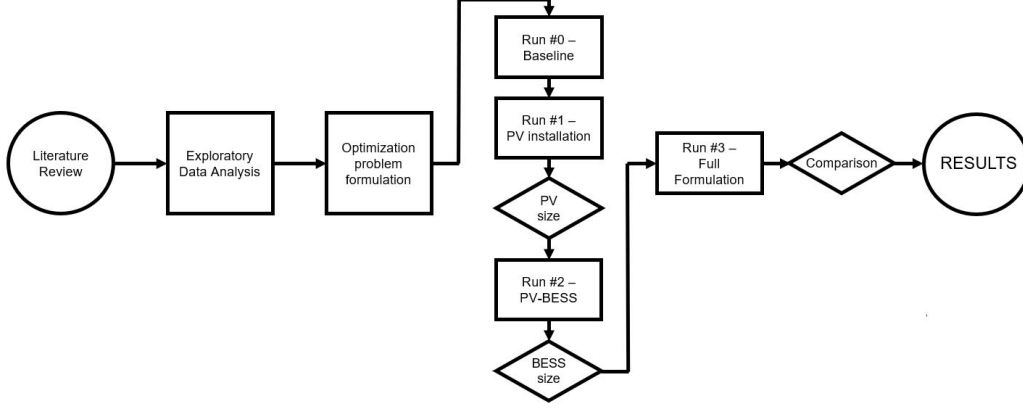 Literature
Review
Exploratory
Data Analysis
Optimization
problem
formulation
Run #0 –
Baseline
Run #1 –
PV installation
PV
size
Run #2 –
PV-BESS
BESS
size
Run #3 –
Full
Formulation
Comparison
RESULTS